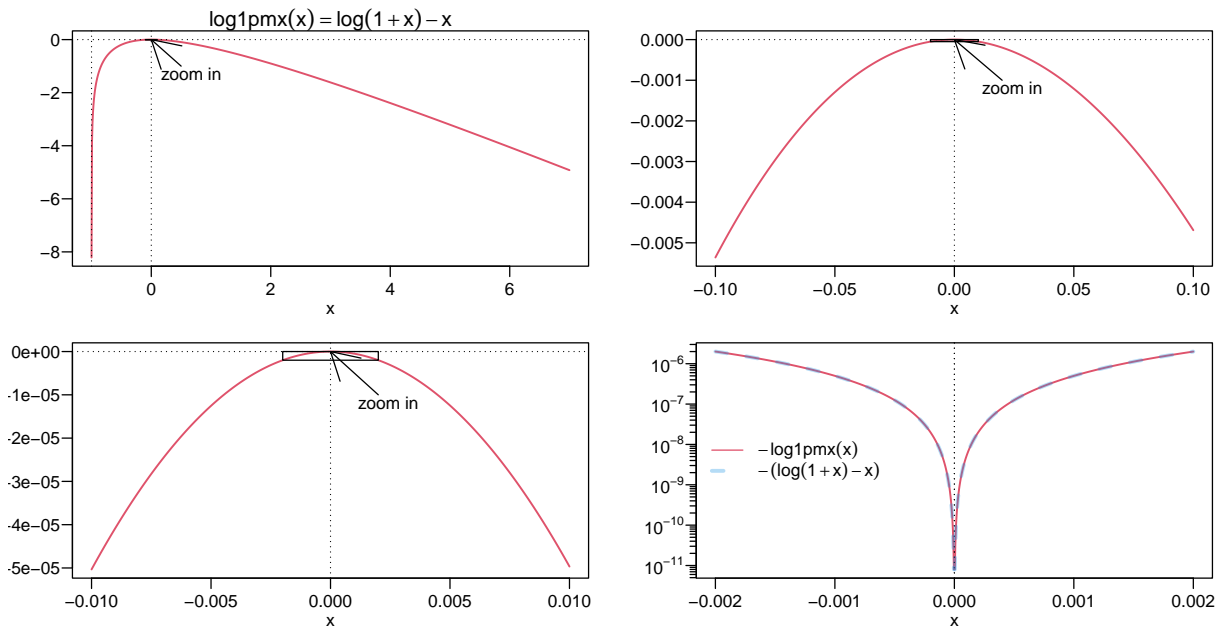 log1pmx(x) = log(1 + x) − x
0
−2
−4
−6
−8
zoom in
0 2 4 6
x
0.000
−0.001
−0.002
−0.003
−0.004
−0.005
zoom in
−0.10 −0.05 0.00 0.05 0.10
x
0e+00
-1e−05
-2e−05
-3e−05
-4e−05
-5e−05
zoom in
−0.010 −0.005 0.000 0.005 0.010
x
10−6
10−7
10−8
10−9
10−10
10−11
− log1pmx(x)
− (log(1 + x) − x)
−0.002 −0.001 0.000 0.001 0.002
x